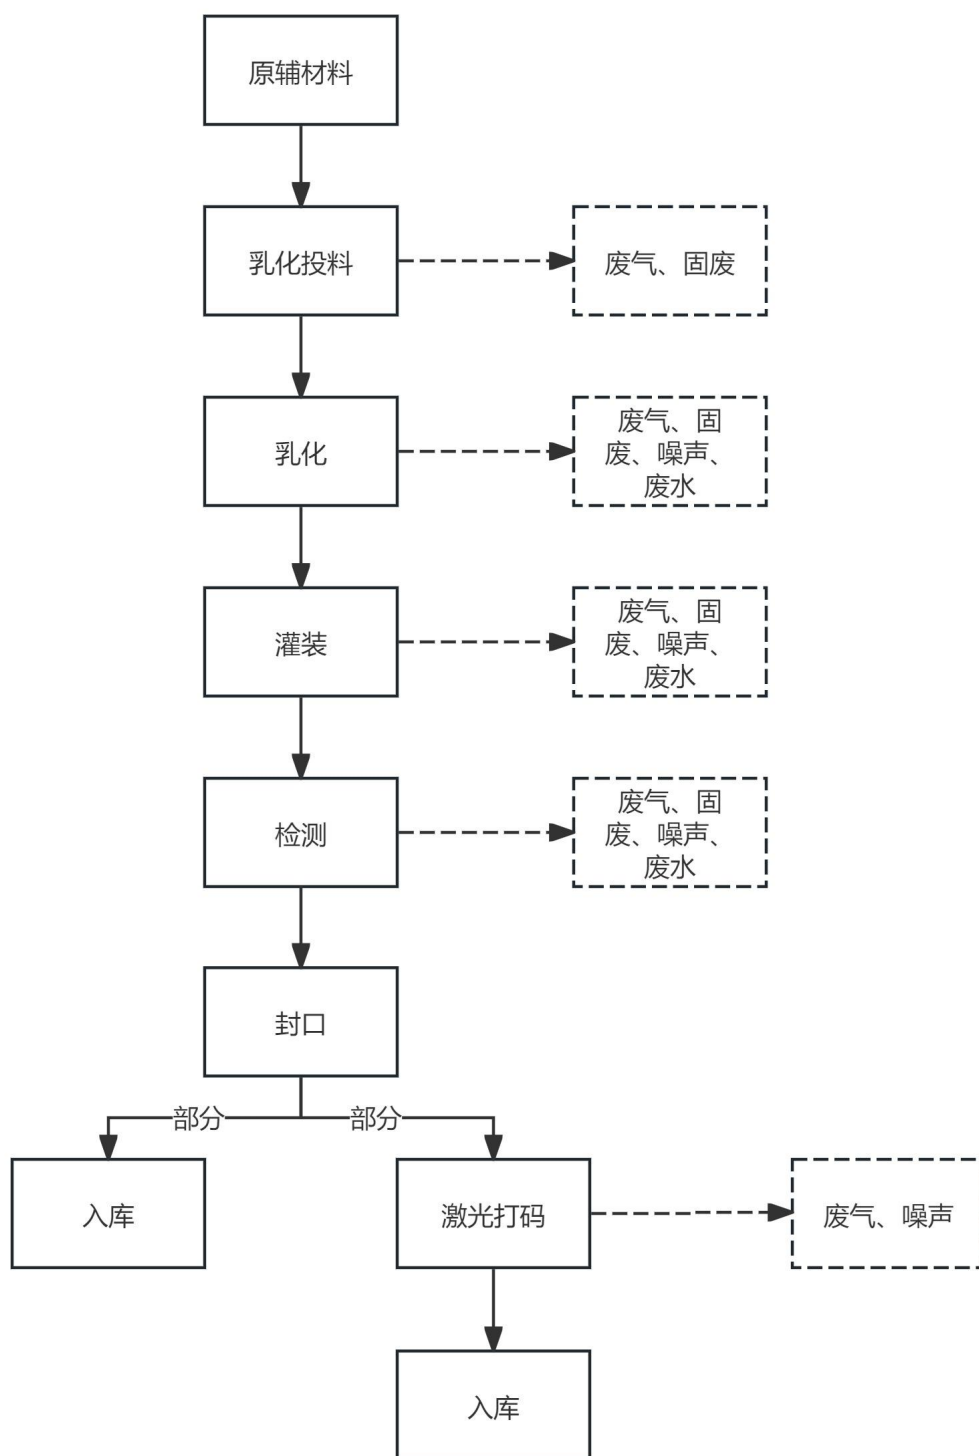 原辅材料
乳化投料
废气、固废
乳化
废气、固
废、噪声、
废水
灌装
废气、固
废、噪声、
废水
检测
废气、固
废、噪声、
废水
封口
部分
部分
入库
激光打码
废气、噪声
入库